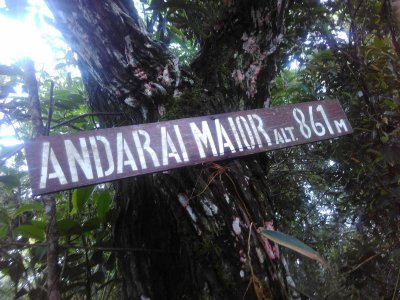 ANDARAI MAIOR ALT 861 M